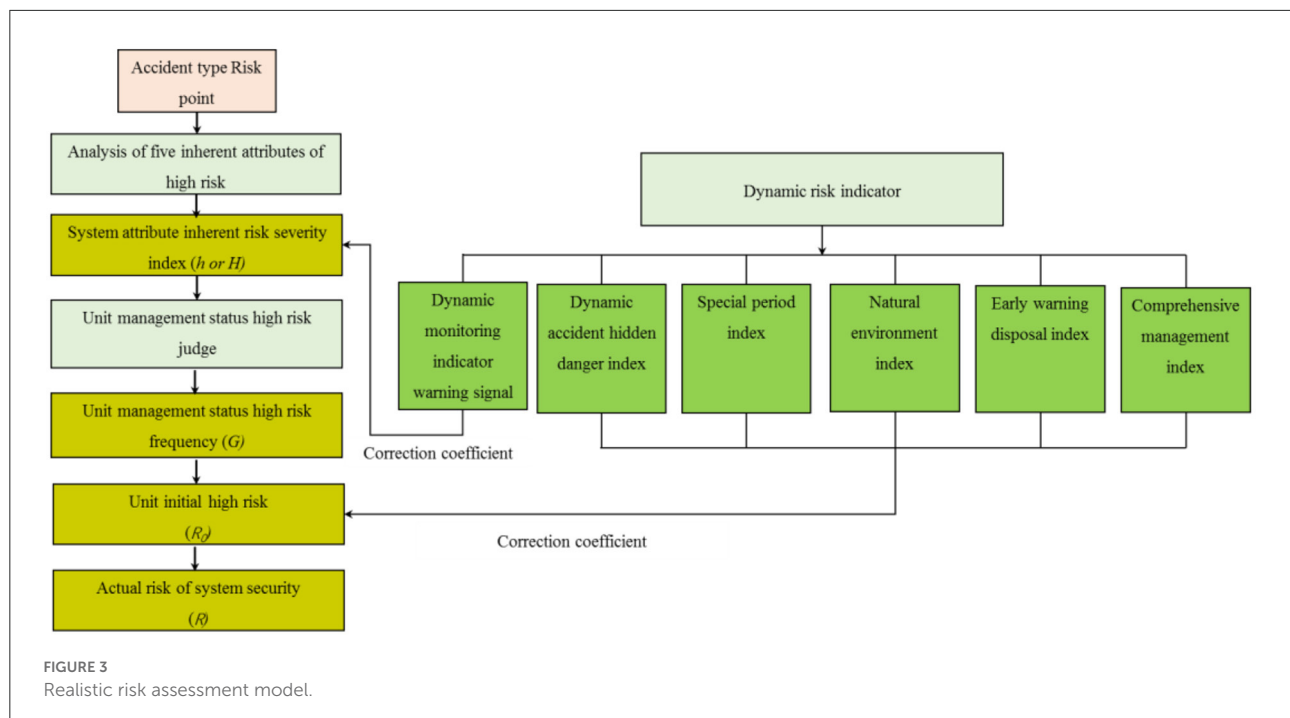 Accident type Risk
point
Analysis of five inherent attributes of
high risk
System attribute inherent risk severity
index (h or H)
Unit management status high risk
judge
Unit management status high risk
frequency (G)
Unit initial high risk
(R0)
Actual risk of system security
(R)
Dynamic risk indicator
Dynamic
monitoring
indicator
warning signal
Dynamic
accident hidden
danger index
Special period
index
Natural
environment
index
Early warning
disposal index
Comprehensive
management
index
Correction coefficient
Correction coefficient
FIGURE 3
Realistic risk assessment model.